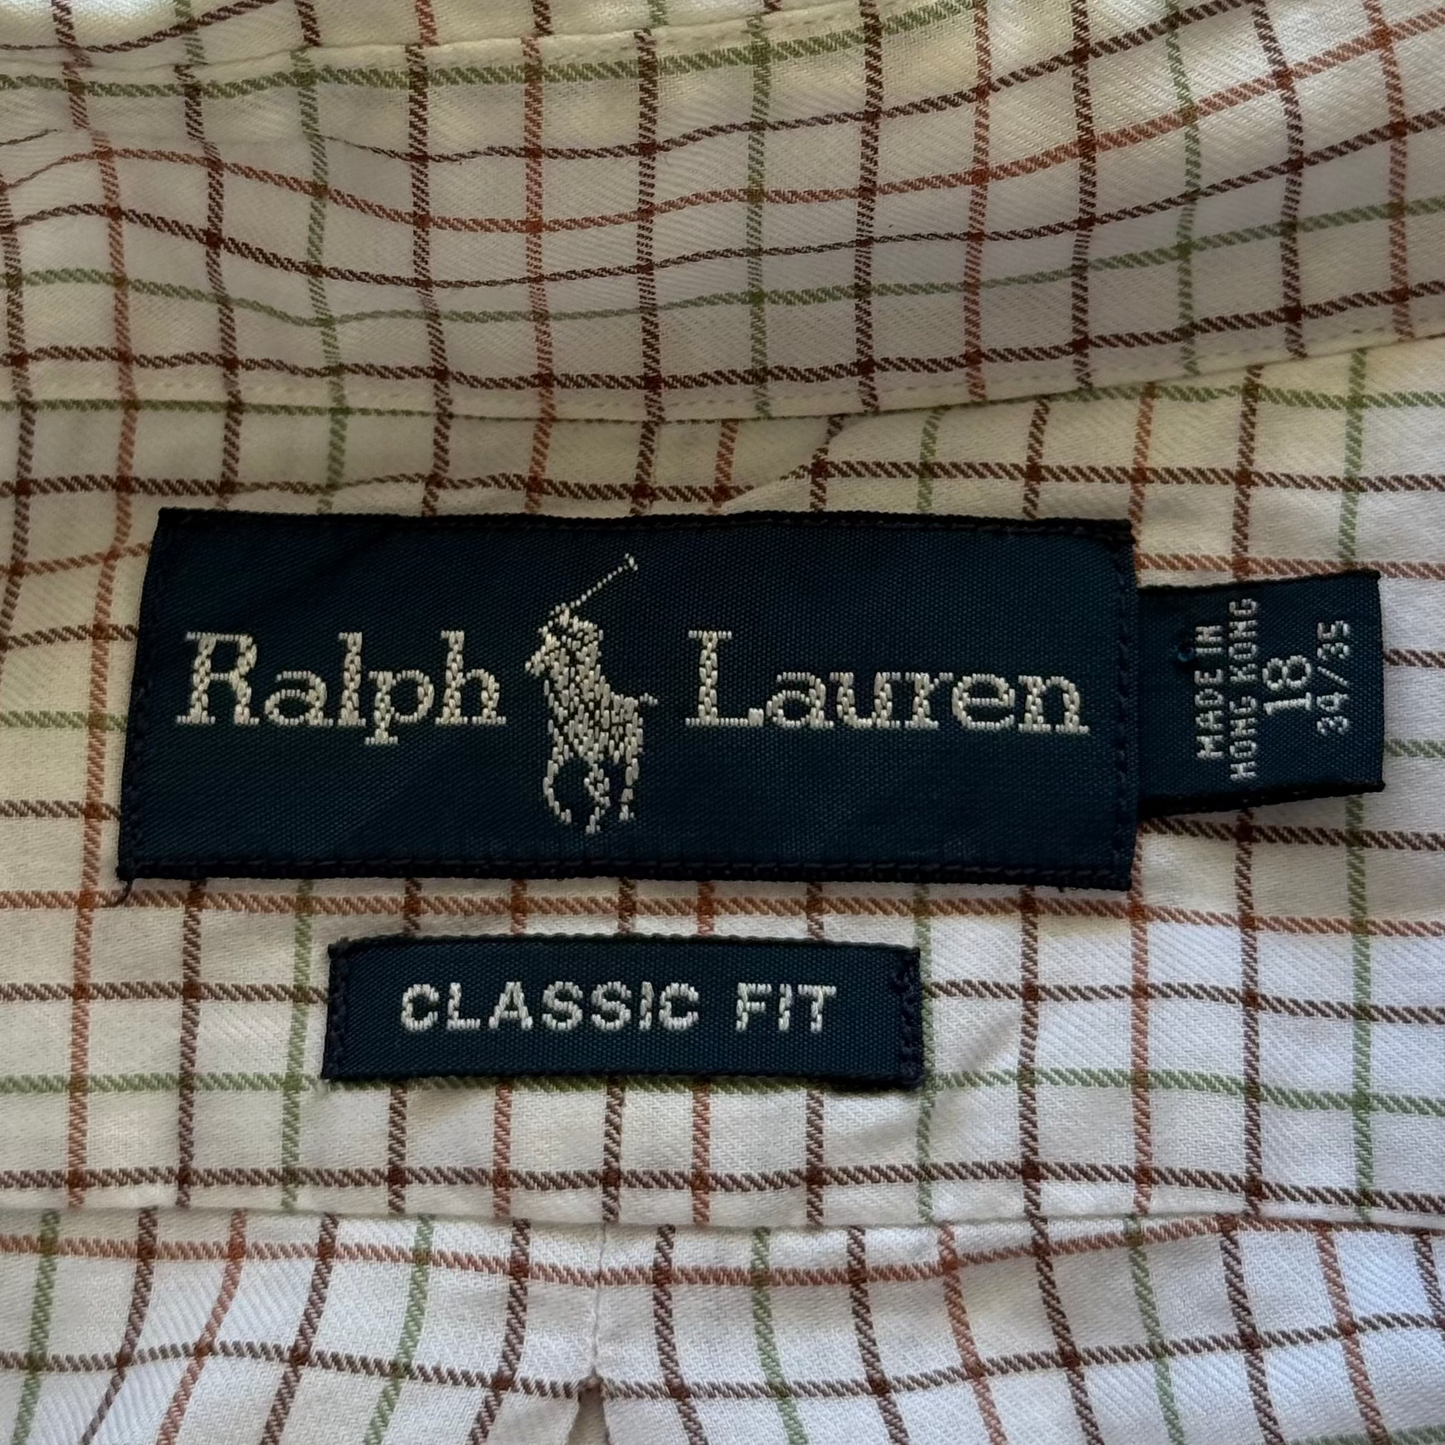 Ralph Lauren
MADE IN
HONG KONG
18
34/35
CLASSIC FIT